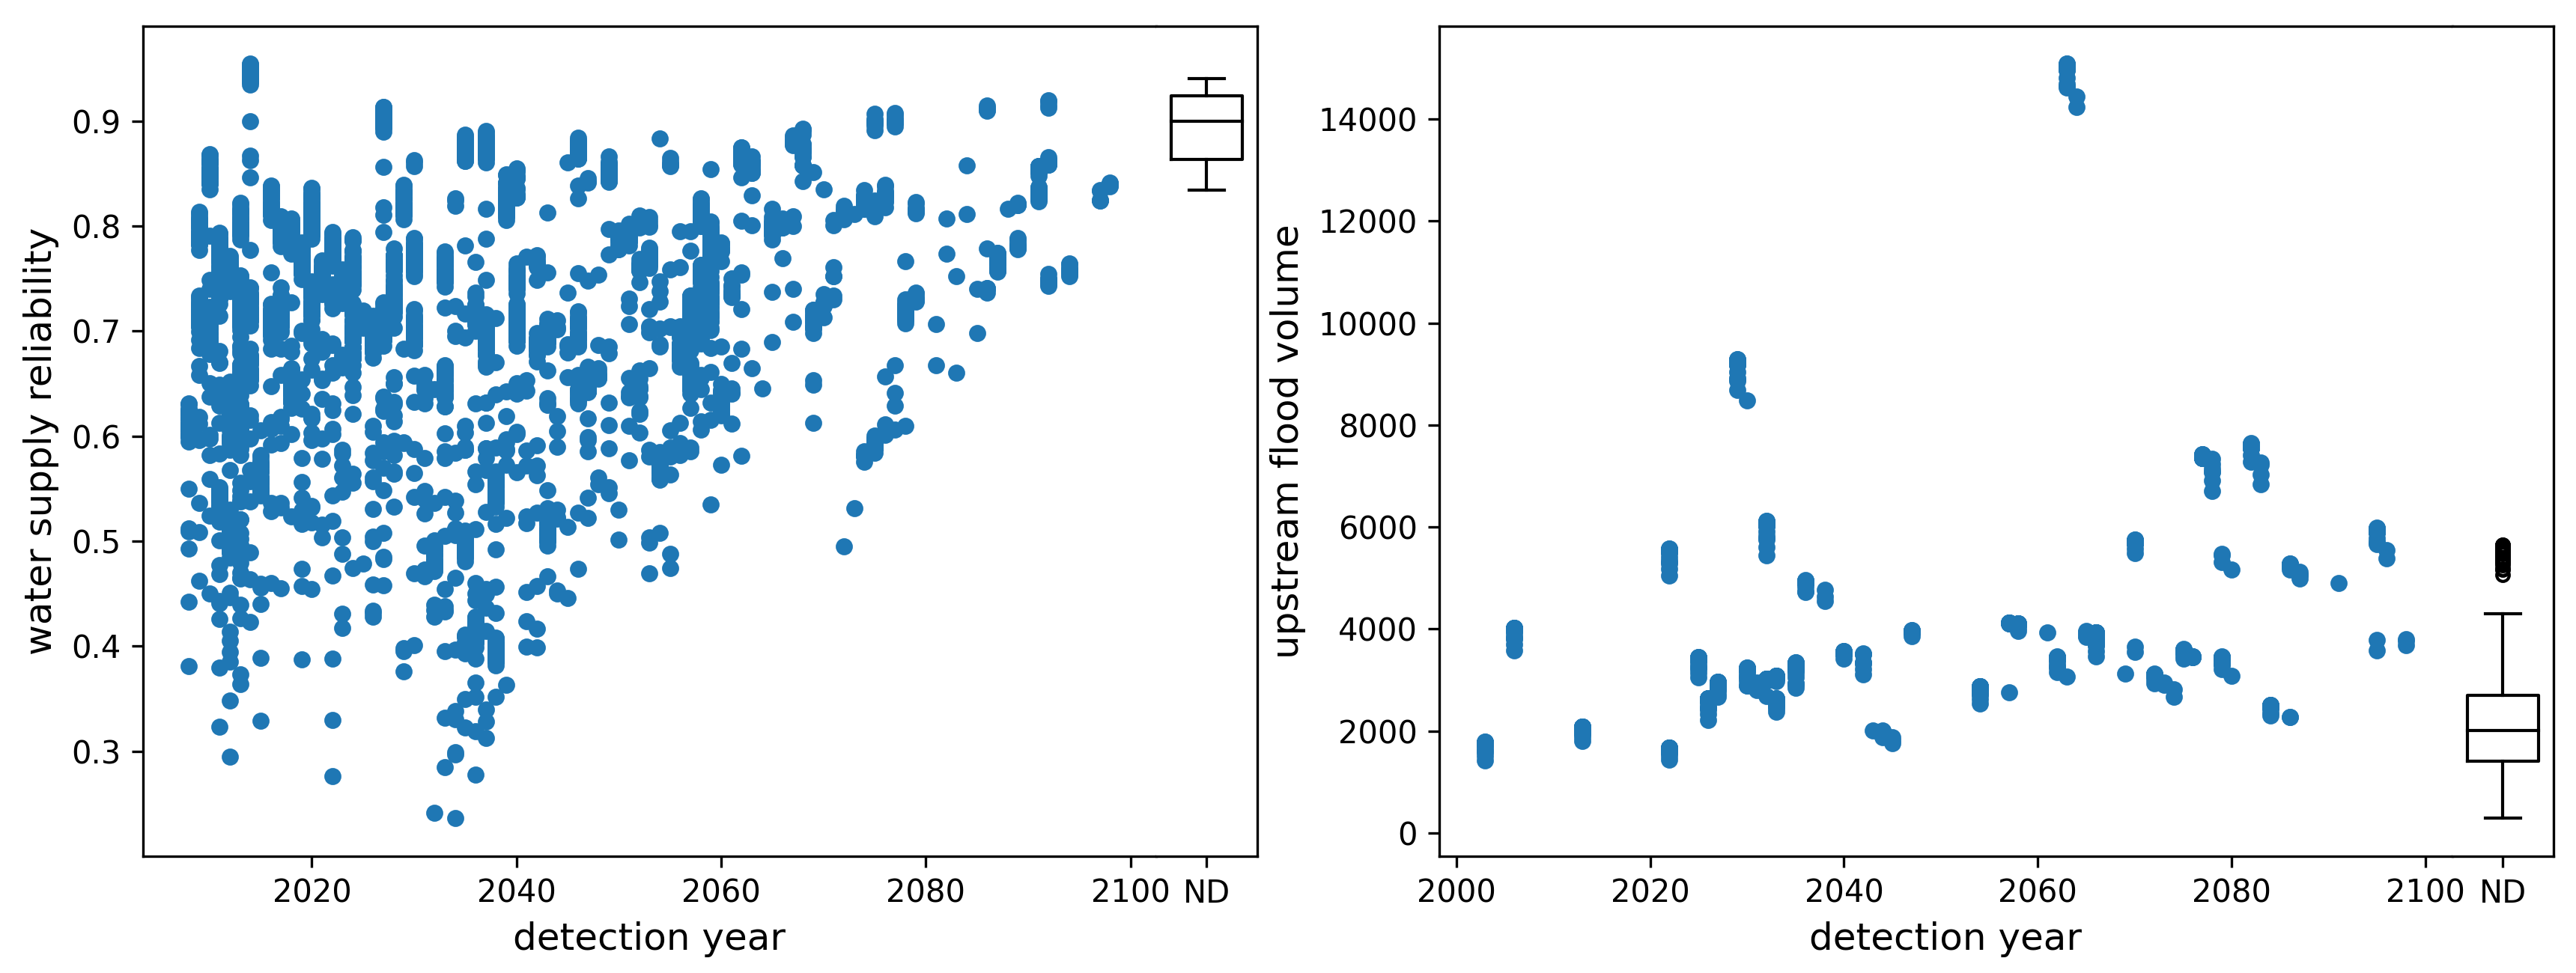 water supply reliability
0.9
0.8
0.7
0.6
0.5
0.4
0.3
2020 2040 2060 2080 2100 ND
detection year
upstream flood volume
14000
12000
10000
8000
6000
4000
2000
0
2000 2020 2040 2060 2080 2100 ND
detection year